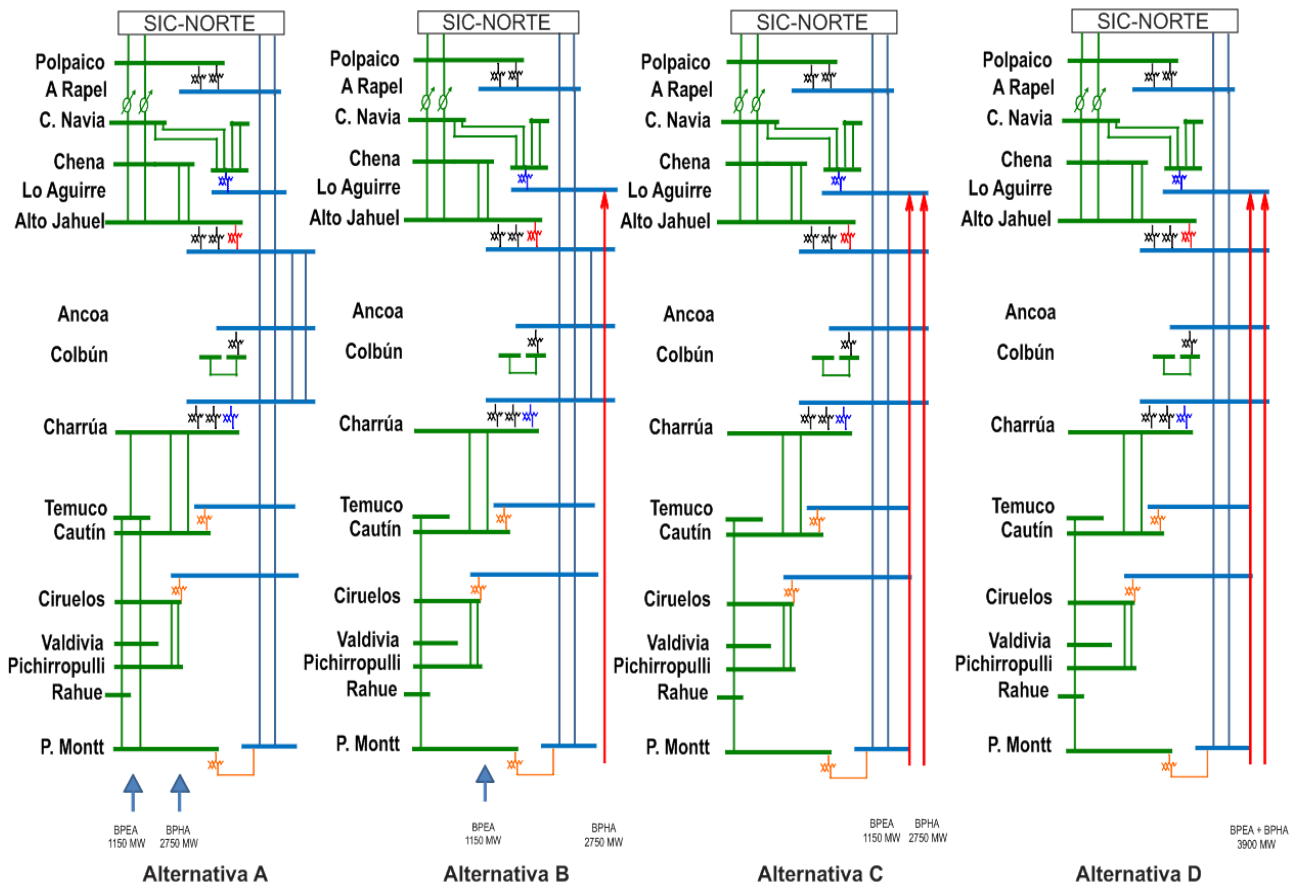 SIC-NORTE
Polpaico
A Rapel
C. Navia
Chena
Lo Aguirre
Alto Jahuel
Ancoa
Colbún
Charrúa
Temuco
Cautín
Ciruelos
Valdivia
Pichirropulli
Rahue
P. Montt
BPEA
1150 MW
BPHA
2750 MW
Alternativa A
SIC-NORTE
Polpaico
A Rapel
C. Navia
Chena
Lo Aguirre
Alto Jahuel
Ancoa
Colbún
Charrúa
Temuco
Cautín
Ciruelos
Valdivia
Pichirropulli
Rahue
P. Montt
BPEA
1150 MW
BPHA
2750 MW
Alternativa B
SIC-NORTE
Polpaico
A Rapel
C. Navia
Chena
Lo Aguirre
Alto Jahuel
Ancoa
Colbún
Charrúa
Temuco
Cautín
Ciruelos
Valdivia
Pichirropulli
Rahue
P. Montt
BPEA
1150 MW
BPHA
2750 MW
Alternativa C
SIC-NORTE
Polpaico
A Rapel
C. Navia
Chena
Lo Aguirre
Alto Jahuel
Ancoa
Colbún
Charrúa
Temuco
Cautín
Ciruelos
Valdivia
Pichirropulli
Rahue
P. Montt
BPEA + BPHA
3900 MW
Alternativa D